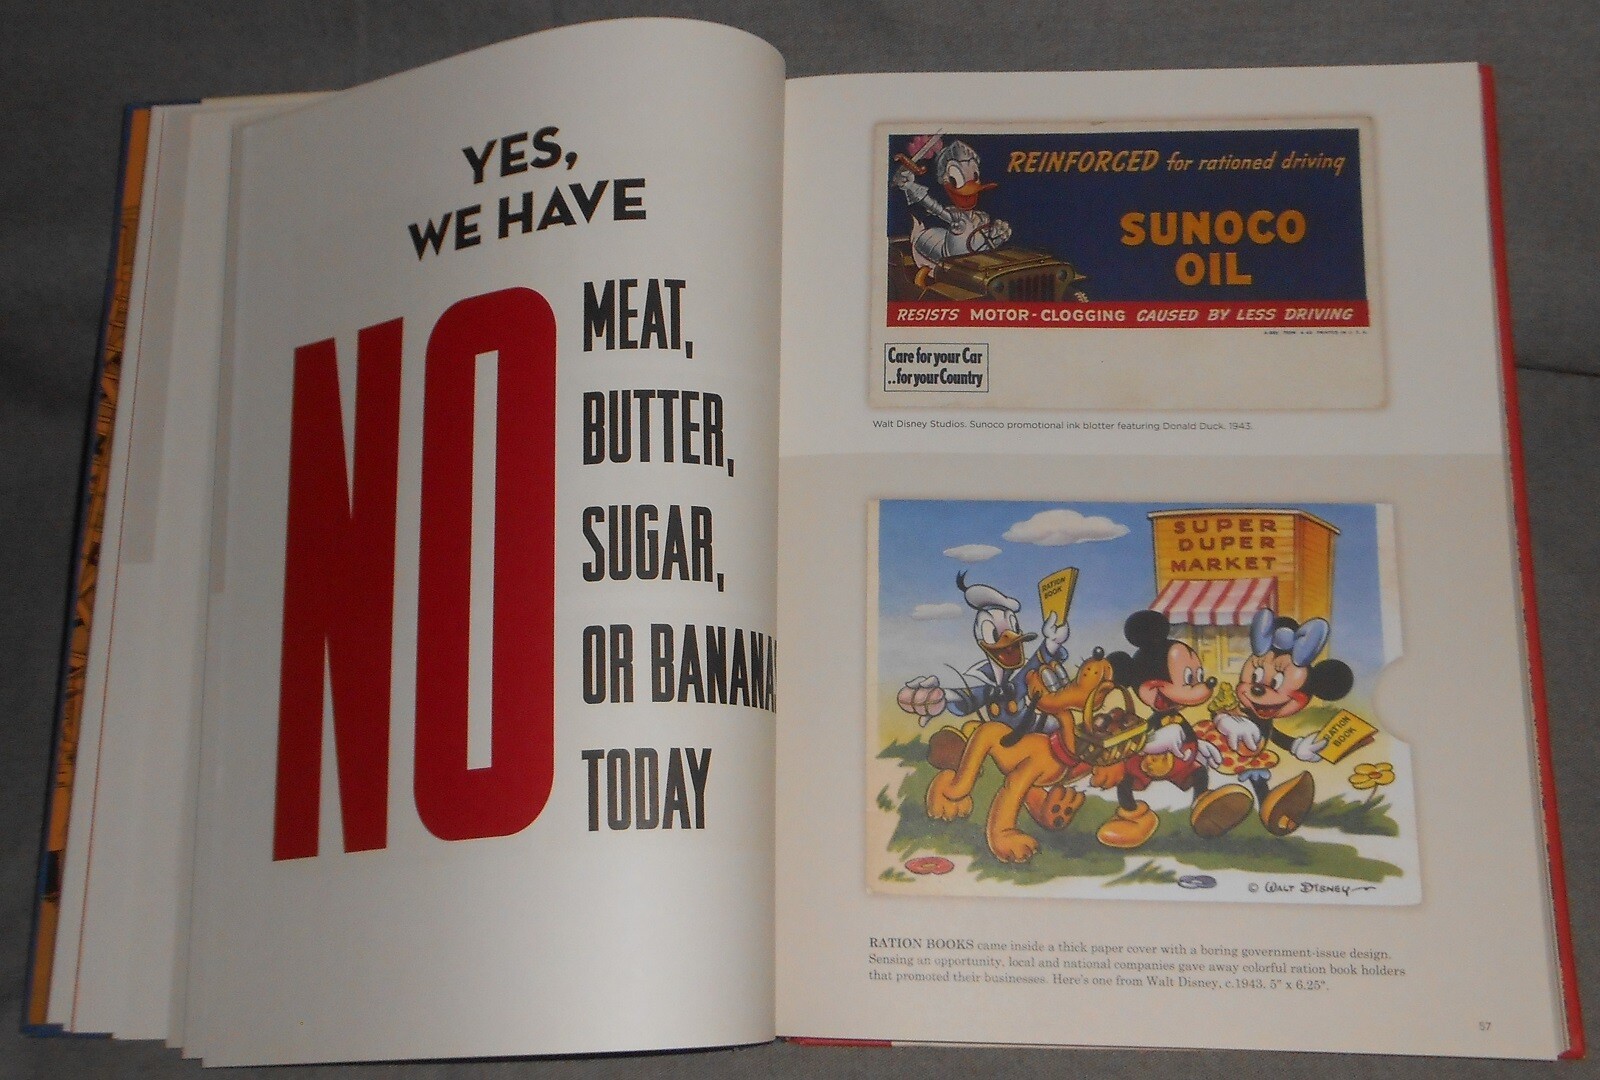 YES,
WE HAVE
NO
MEAT,
BUTTER,
SUGAR,
OR BANANA
TODAY
REINFORCED for rationed driving
SUNOCO
OIL
RESISTS MOTOR-CLOGGING CAUSED BY LESS DRIVING
Care for your Car
..for your Country
Walt Disney Studios. Sunoco promotional ink blotter featuring Donald Duck. 1943.
SUPER
DUPER
MARKET
RATION
BOOK
RATION
BOOK
© WALT DISNEY
RATION BOOKS came inside a thick paper cover with a boring government-issue design.
Sensing an opportunity, local and national companies gave away colorful ration book holders
that promoted their businesses. Here's one from Walt Disney, c.1943. 5" x 6.25".
57